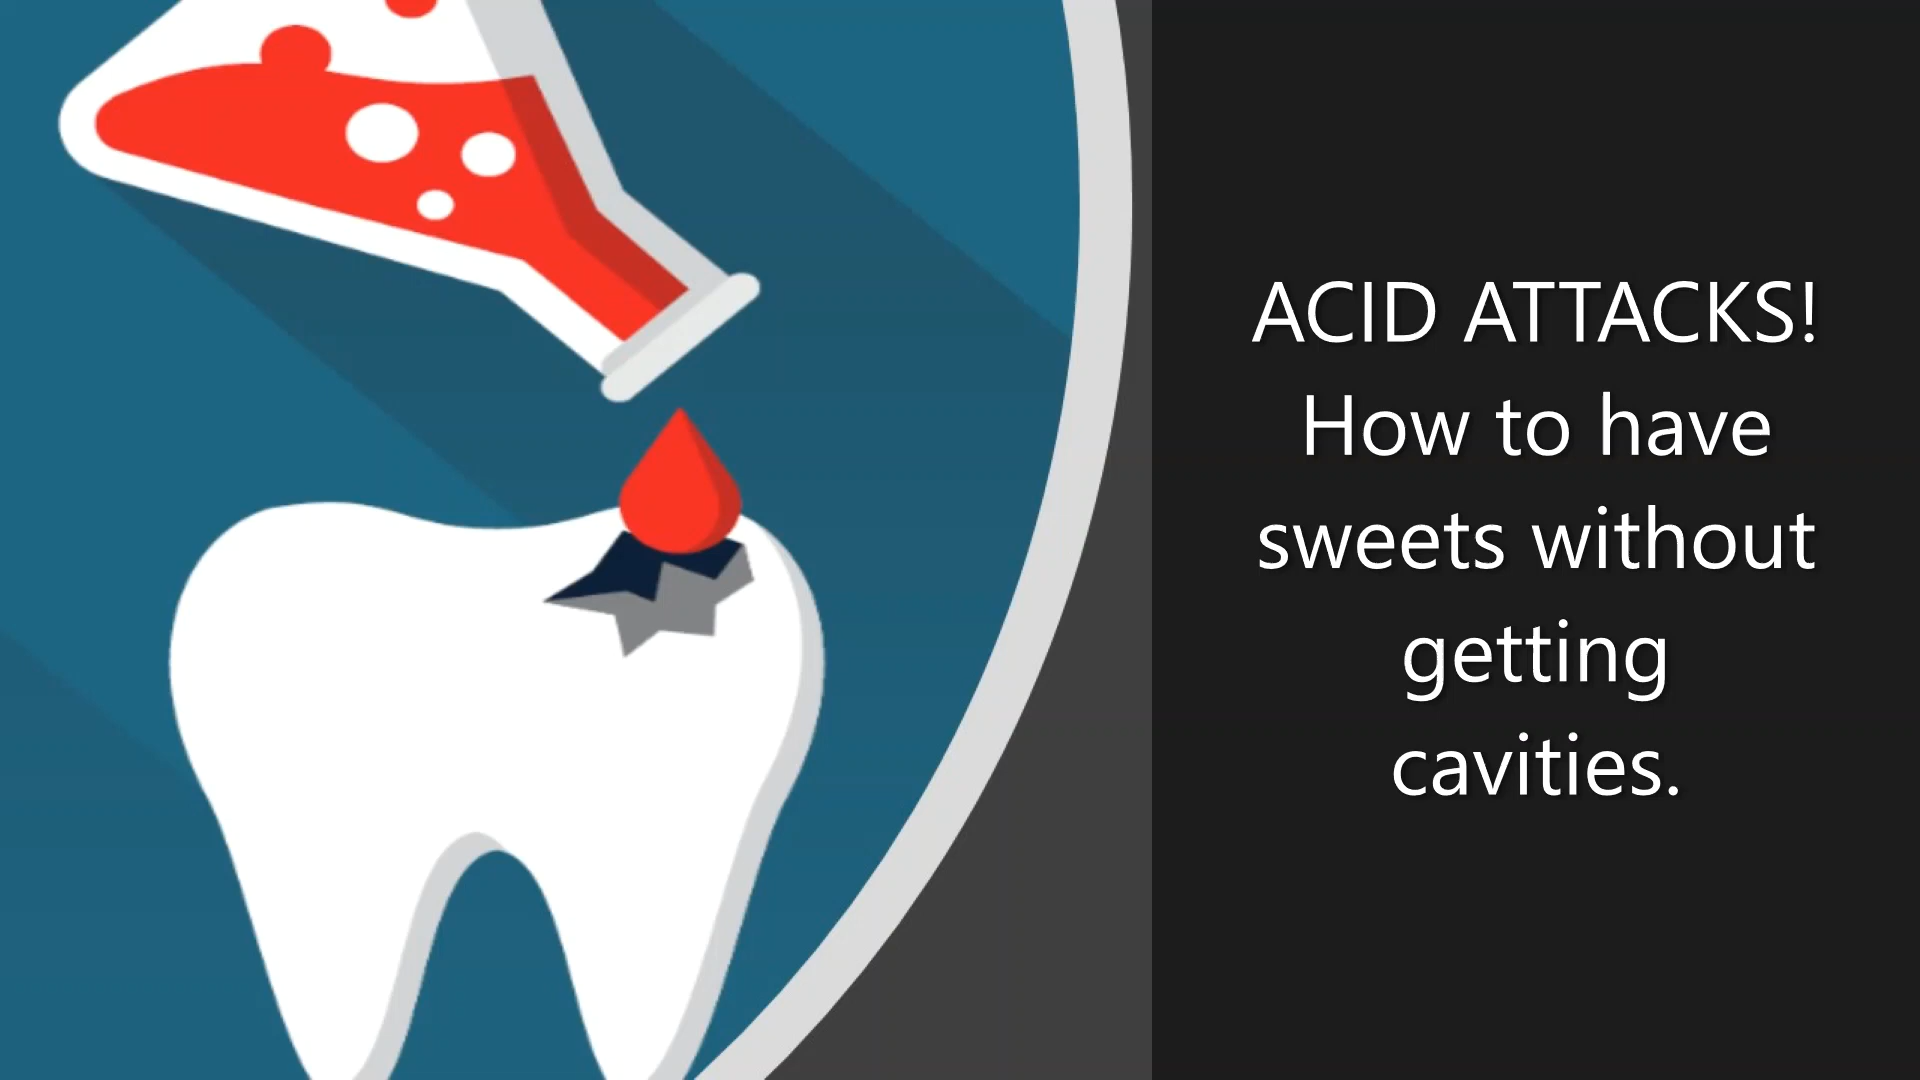 ACID ATTACKS!
How to have
sweets without
getting
cavities.